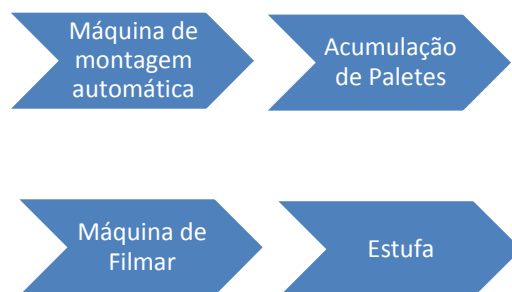 Máquina de
montagem
automática
Acumulação
de Paletes
Máquina de
Filmar
Estufa